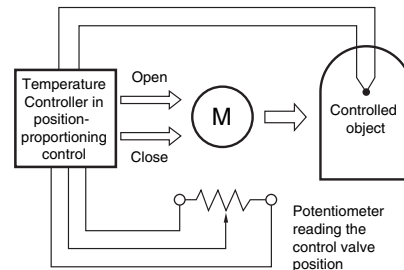 Temperature
Controller in
position-
proportioning
control
Open
Close
M
Controlled
object
Potentiometer
reading the
control valve
position